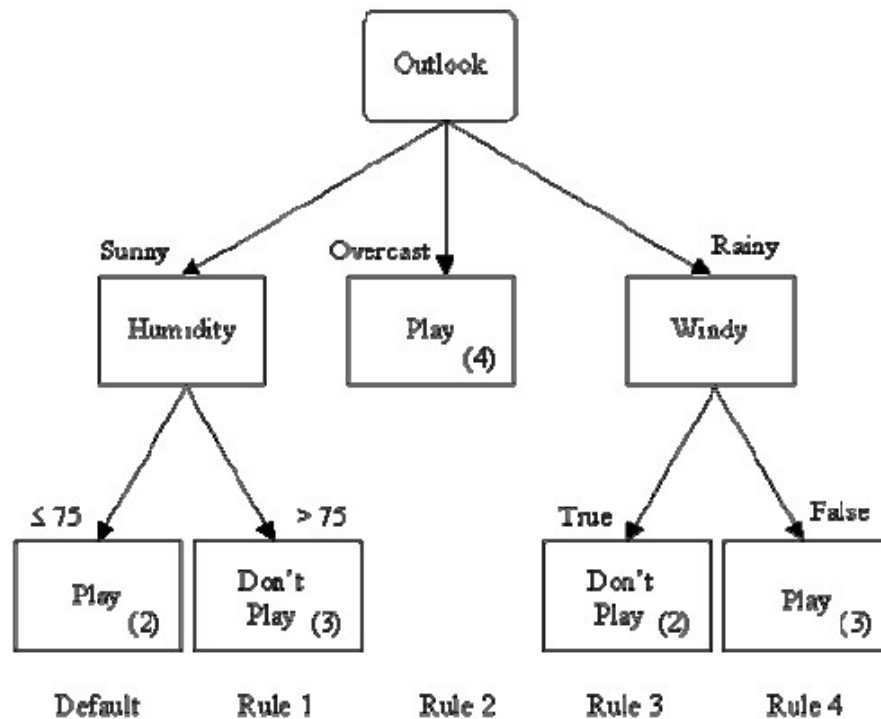 Outlook
Sunny
Overcast
Rainy
Humidity
Play
(4)
Windy
≤ 75
> 75
True
False
Play
(2)
Don't
Play (3)
Don't
Play (2)
Play
(3)
Default
Rule 1
Rule 2
Rule 3
Rule 4